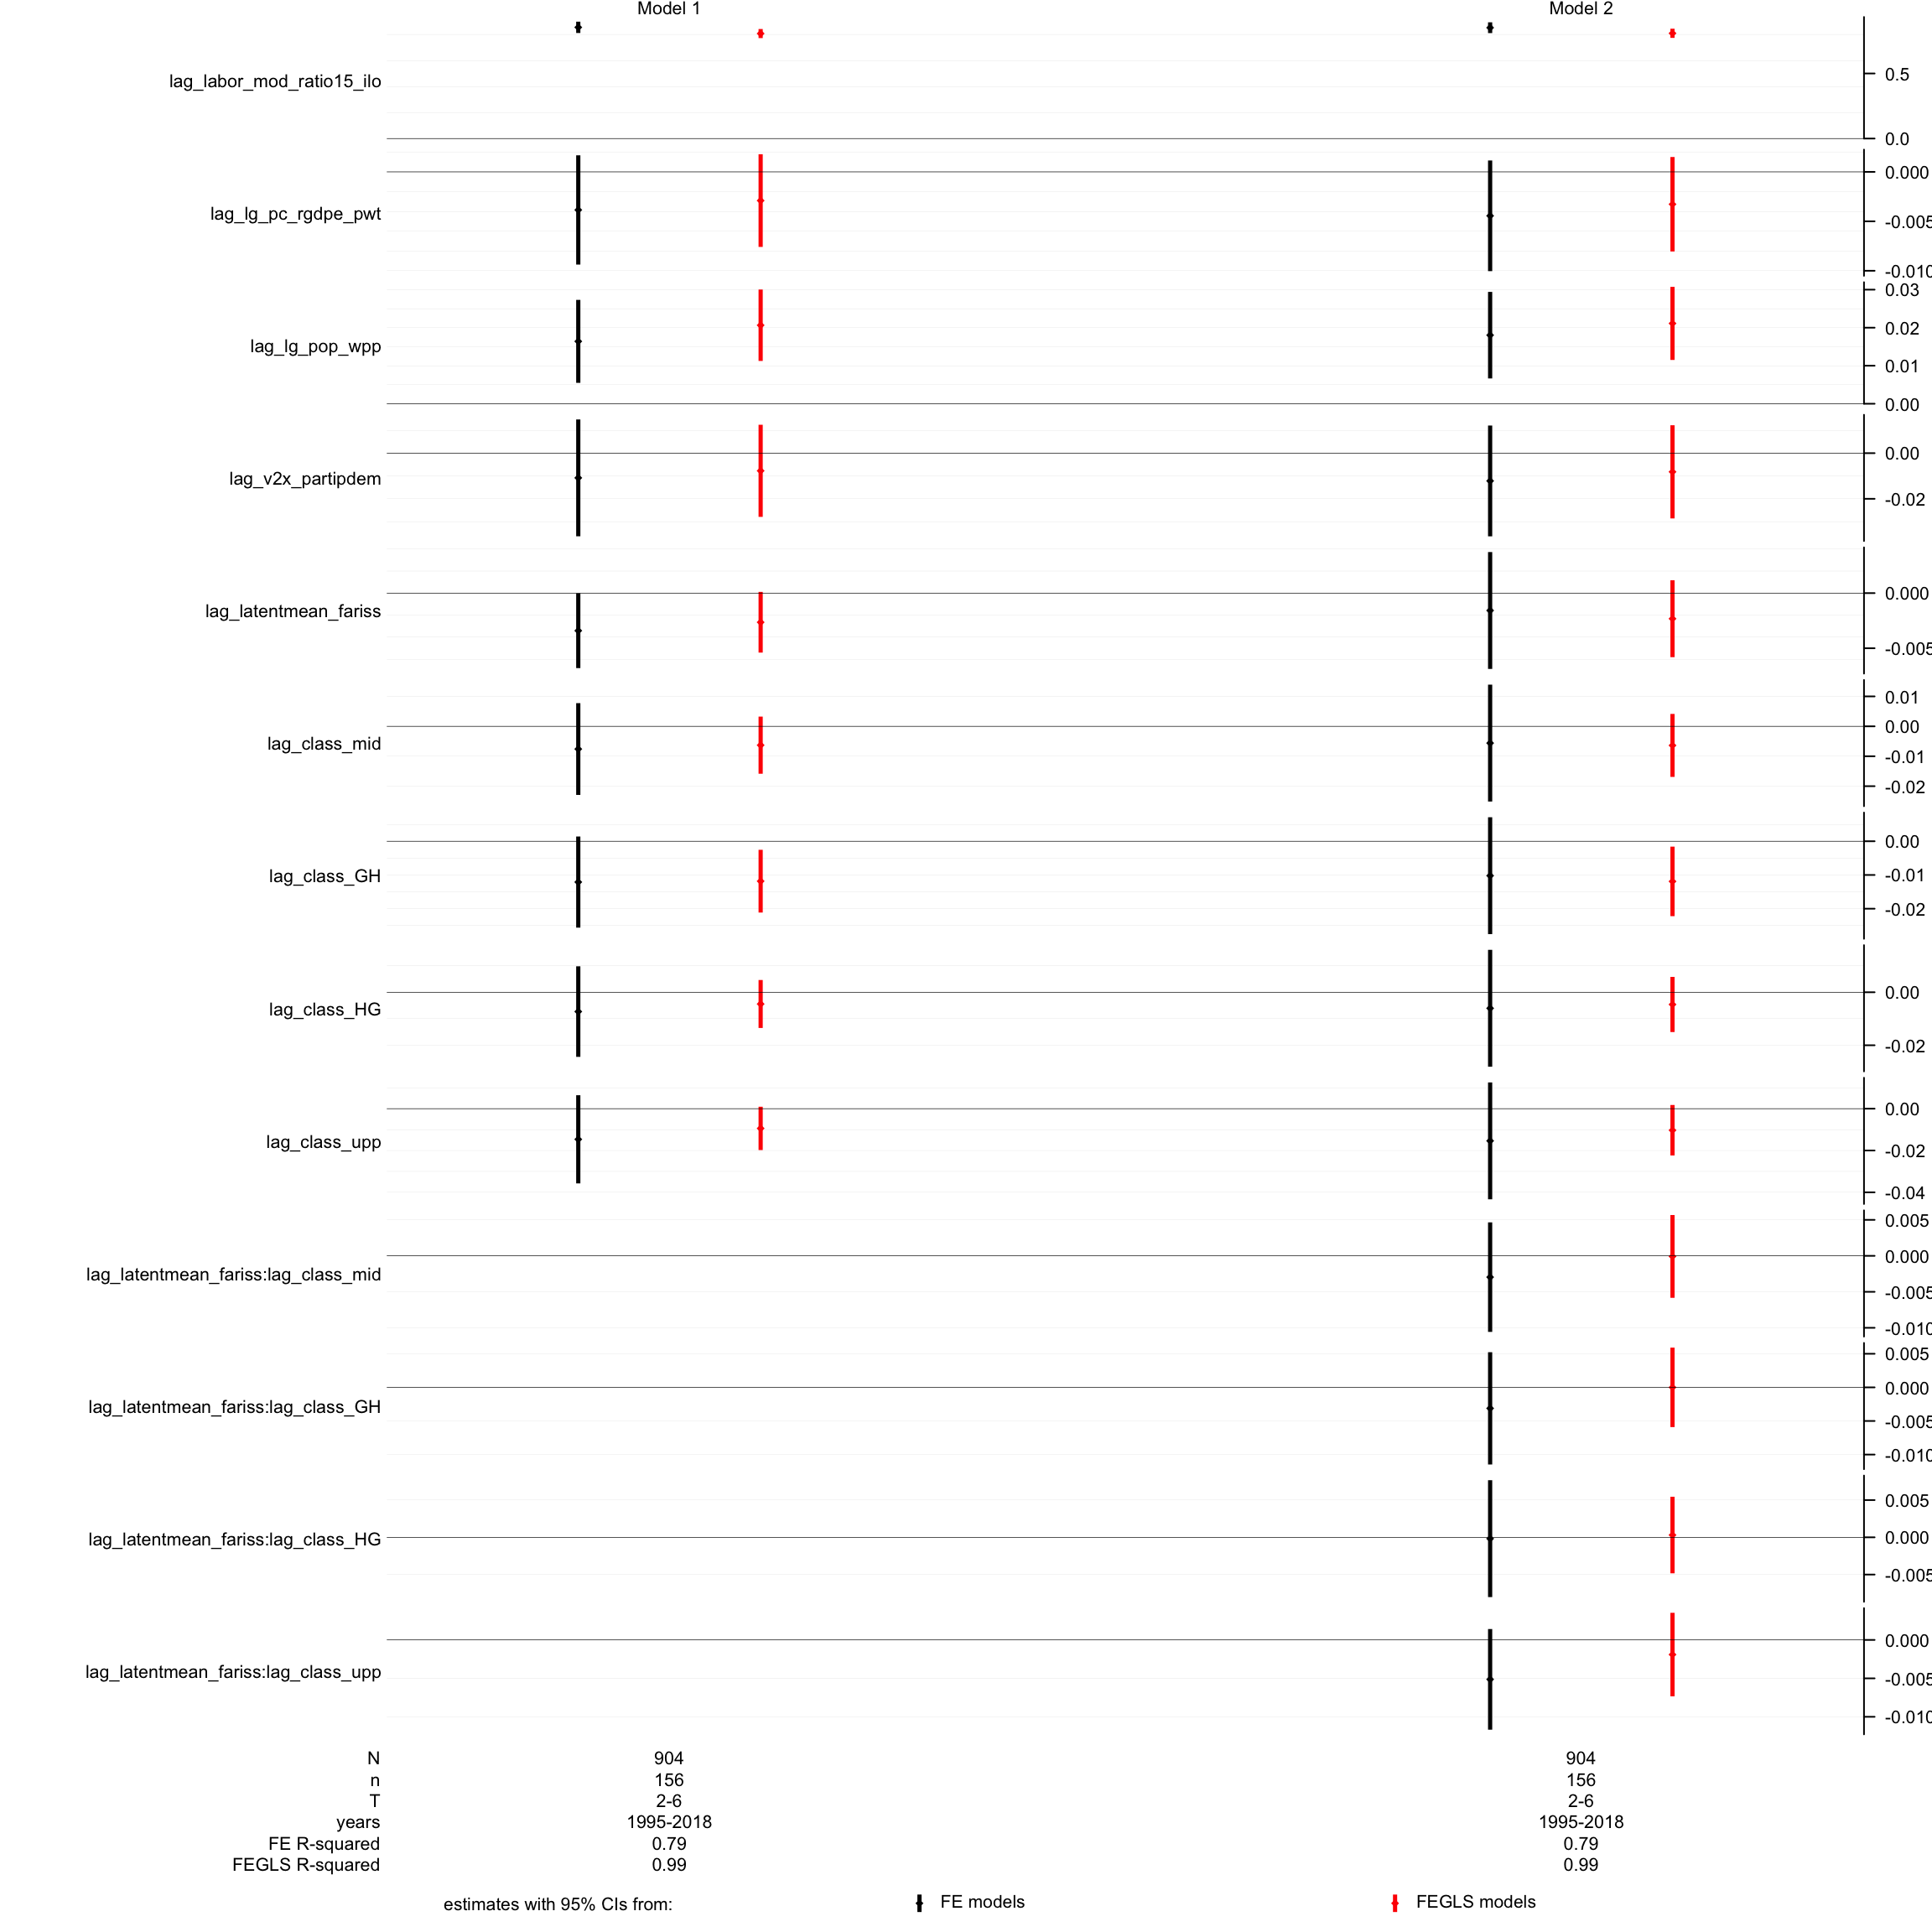 Model 1 Model 2
lag_labor_mod_ratio15_ilo
0.5
0.0
lag_lg_pc_rgdpe_pwt
0.000
-0.005
-0.010
lag_lg_pop_wpp
0.03
0.02
0.01
0.00
lag_v2x_partipdem
0.00
-0.02
lag_latentmean_fariss
0.000
-0.005
lag_class_mid
0.01
0.00
-0.01
-0.02
lag_class_GH
0.00
-0.01
-0.02
lag_class_HG
0.00
-0.02
lag_class_upp
0.00
-0.02
-0.04
lag_latentmean_fariss:lag_class_mid
0.005
0.000
-0.005
-0.010
lag_latentmean_fariss:lag_class_GH
0.005
0.000
-0.005
-0.010
lag_latentmean_fariss:lag_class_HG
0.005
0.000
-0.005
lag_latentmean_fariss:lag_class_upp
0.000
-0.005
-0.010
N 904 904
n 156 156
T 2-6 2-6
years 1995-2018 1995-2018
FE R-squared 0.79 0.79
FEGLS R-squared 0.99 0.99
estimates with 95% CIs from: FE models FEGLS models